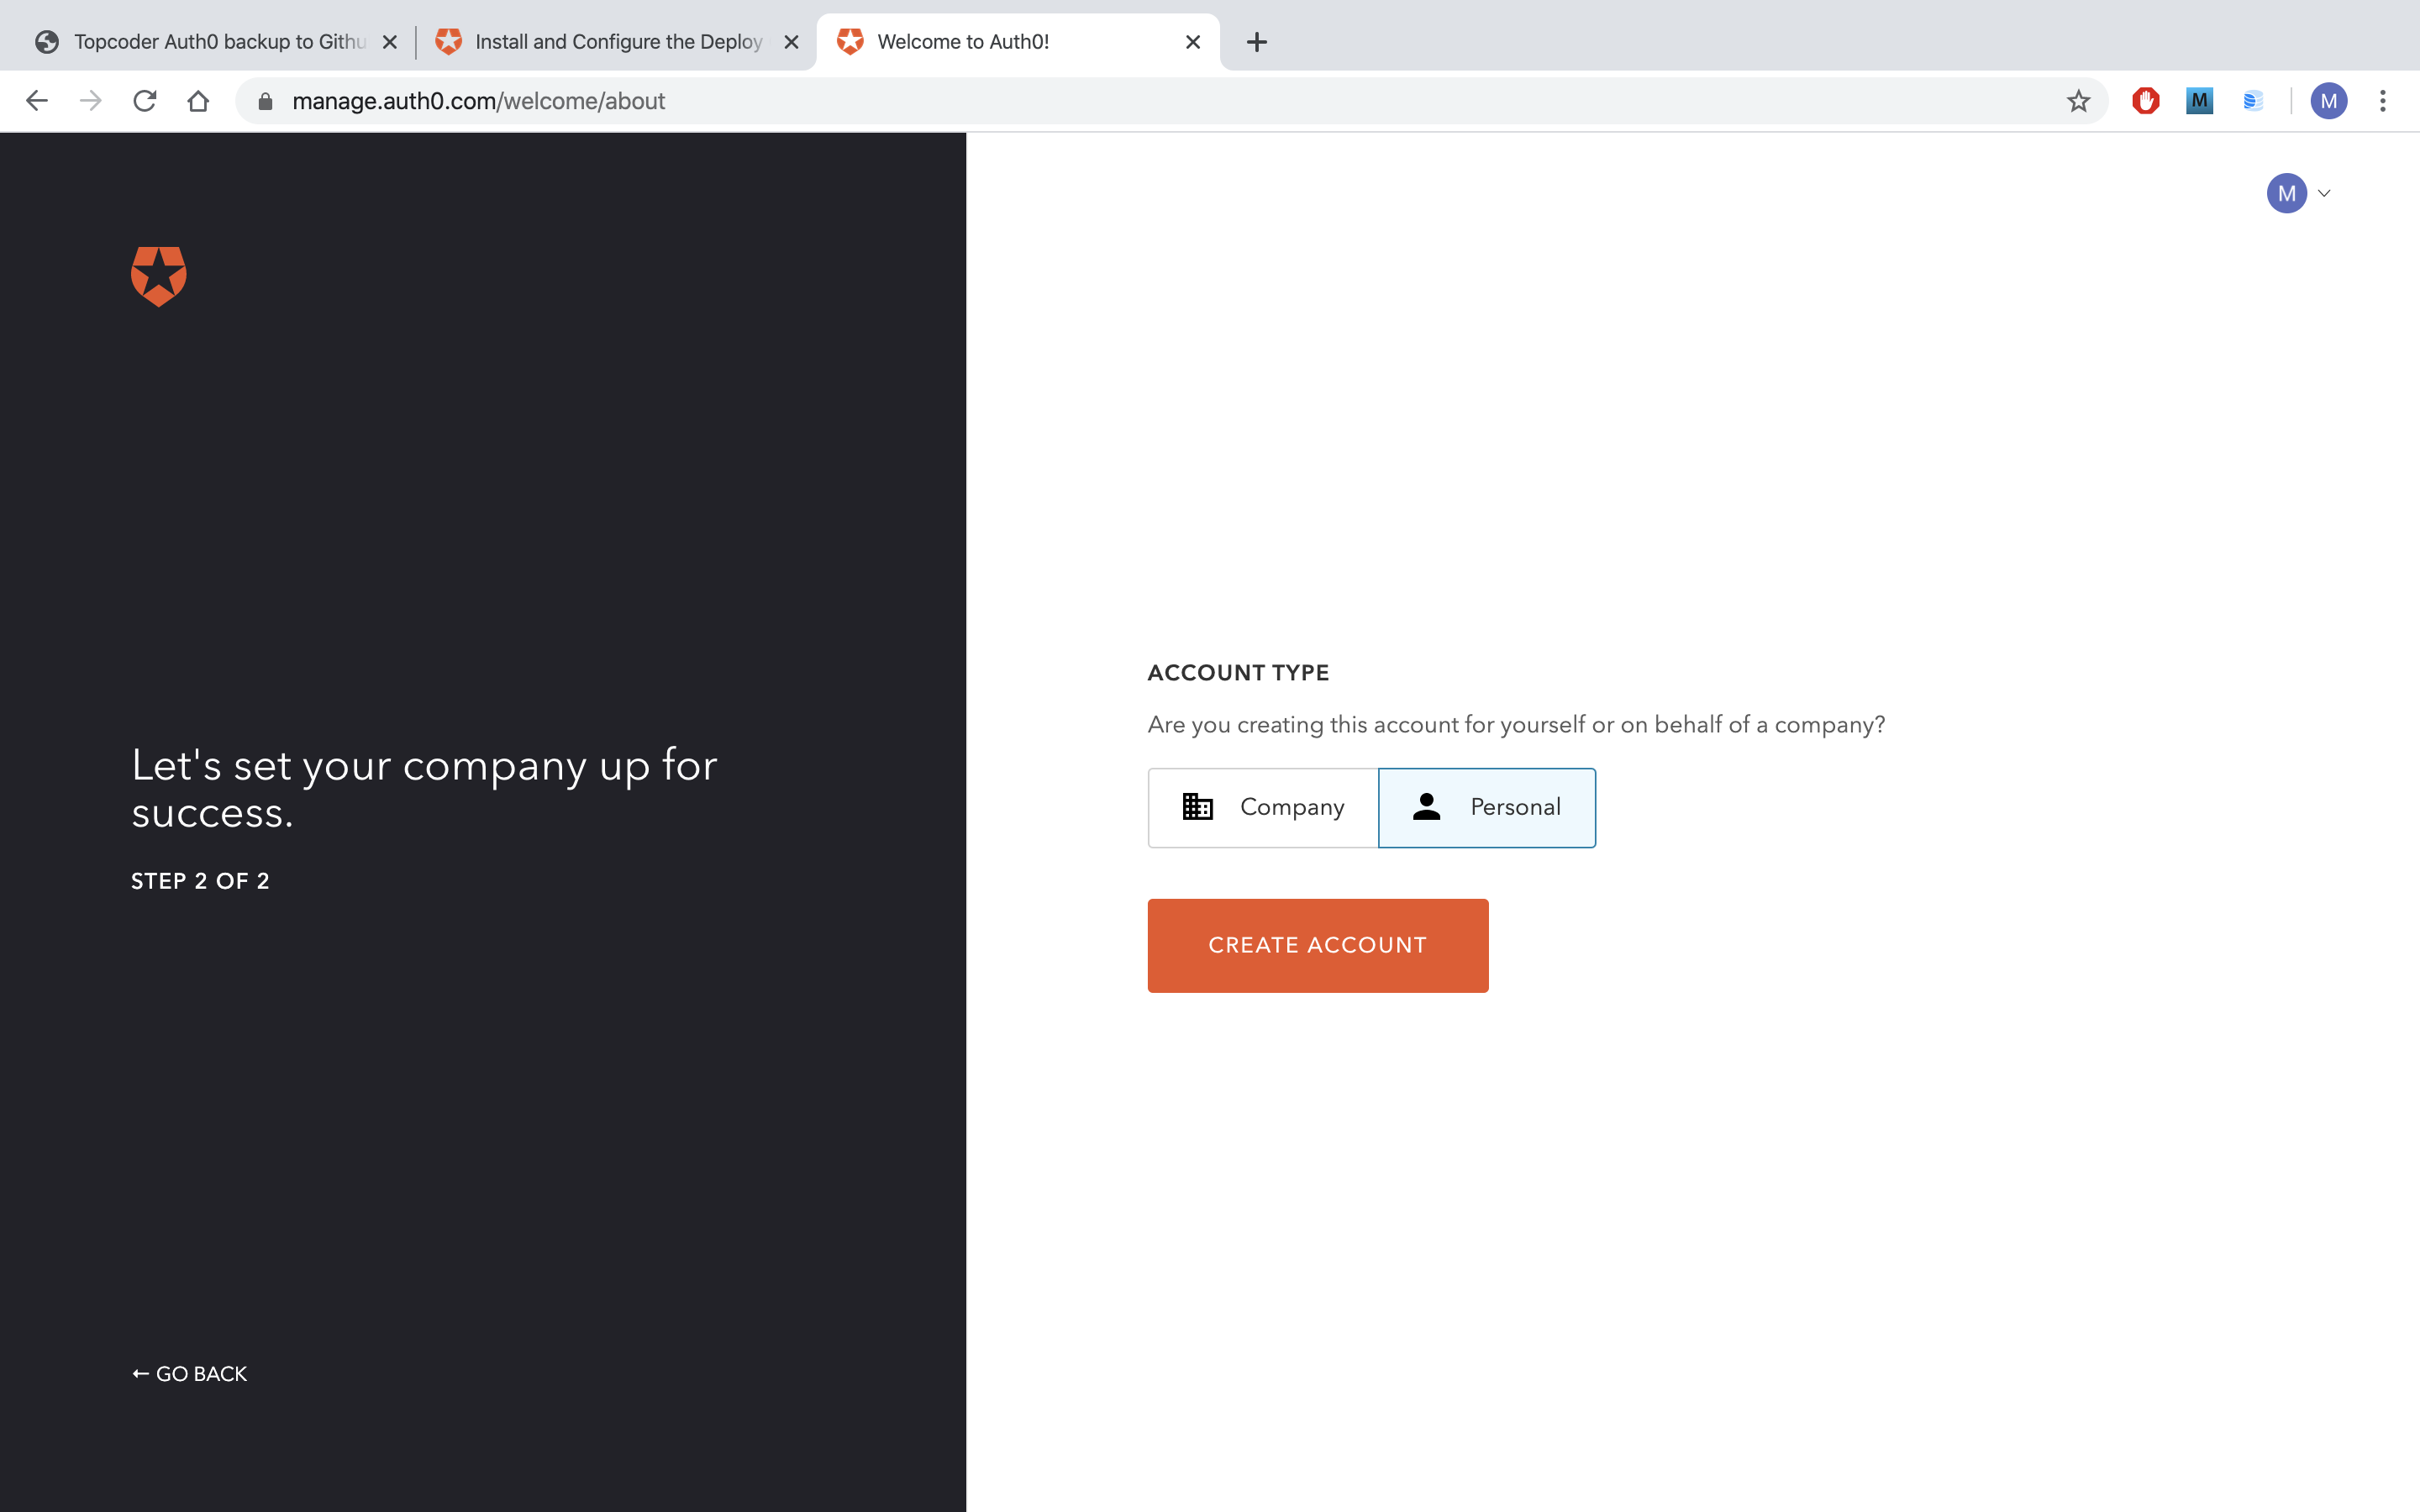 Topcoder Auth0 backup to Githu
Install and Configure the Deploy
Welcome to Auth0!
manage.auth0.com/welcome/about
M
M
M
Let's set your company up for
success.
STEP 2 OF 2
← GO BACK
ACCOUNT TYPE
Are you creating this account for yourself or on behalf of a company?
Company
Personal
CREATE ACCOUNT